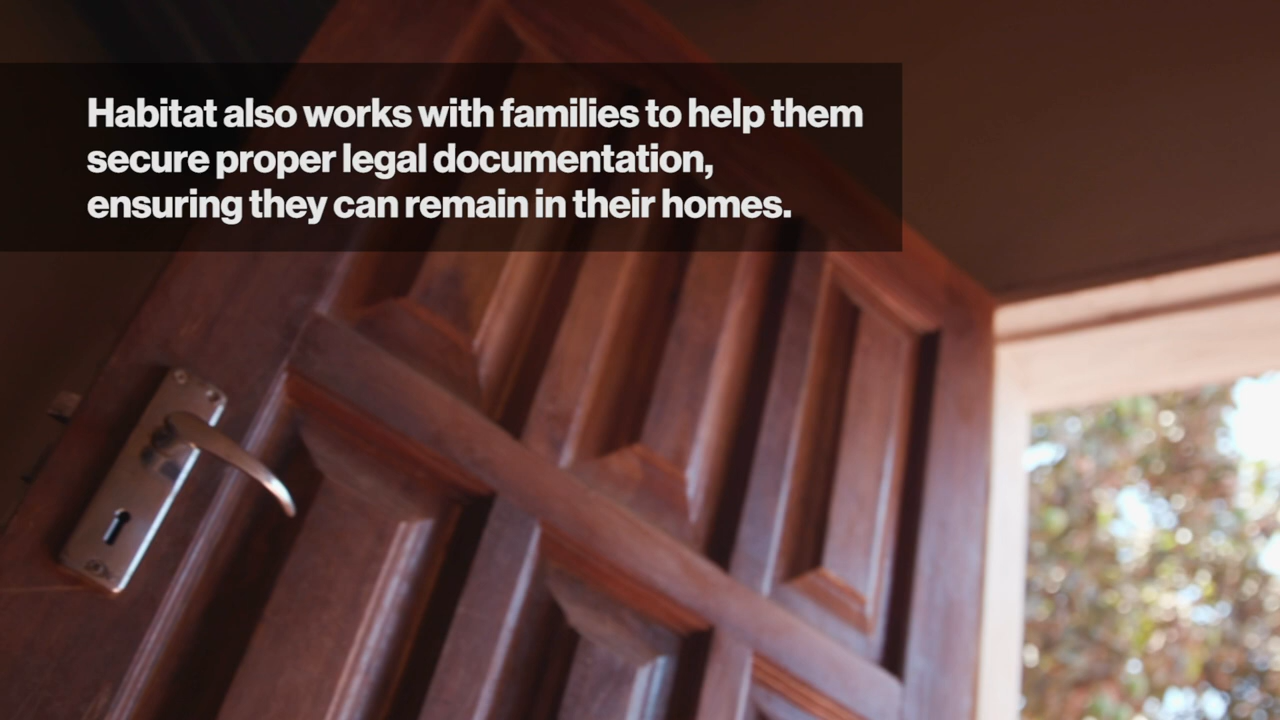 Habitat also works with families to help them
secure proper legal documentation,
ensuring they can remain in their homes.